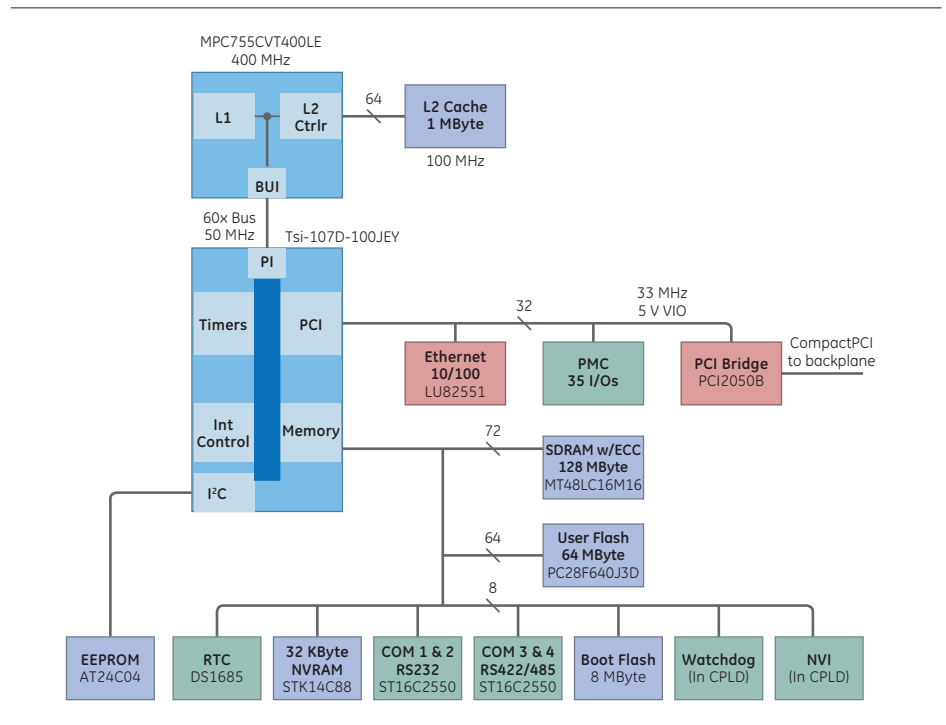 MPC755CVT400LE
400 MHz
L1
L2
Ctrlr
64
L2 Cache
1 MByte
100 MHz
BUI
60x Bus
50 MHz
Tsi-107D-100JEY
PI
Timers
PCI
32
33 MHz
5 V VIO
Ethernet
10/100
LU82551
PMC
35 I/Os
PCI Bridge
PCI2050B
CompactPCI
to backplane
Int
Control
Memory
72
SDRAM w/ECC
128 MByte
MT48LC16M16
I²C
64
User Flash
64 MByte
PC28F640J3D
8
EEPROM
AT24C04
RTC
DS1685
32 KByte
NVRAM
STK14C88
COM 1 & 2
RS232
ST16C2550
COM 3 & 4
RS422/485
ST16C2550
Boot Flash
8 MByte
Watchdog
(In CPLD)
NVI
(In CPLD)